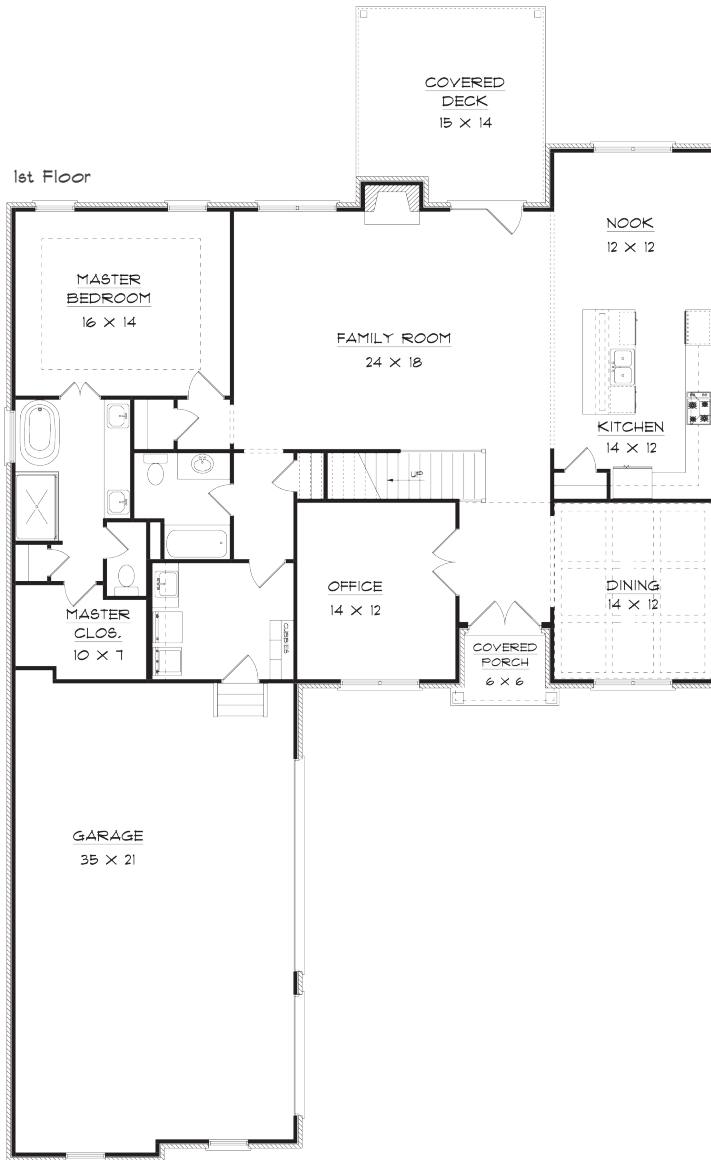 COVERED
DECK
15 X 14
1st Floor
NOOK
12 X 12
MASTER
BEDROOM
16 X 14
FAMILY ROOM
24 X 18
KITCHEN
14 X 12
UP
OFFICE
14 X 12
DINING
14 X 12
MASTER
CLOS.
10 X 7
CUBBIES
COVERED
PORCH
6 X 6
GARAGE
35 X 21